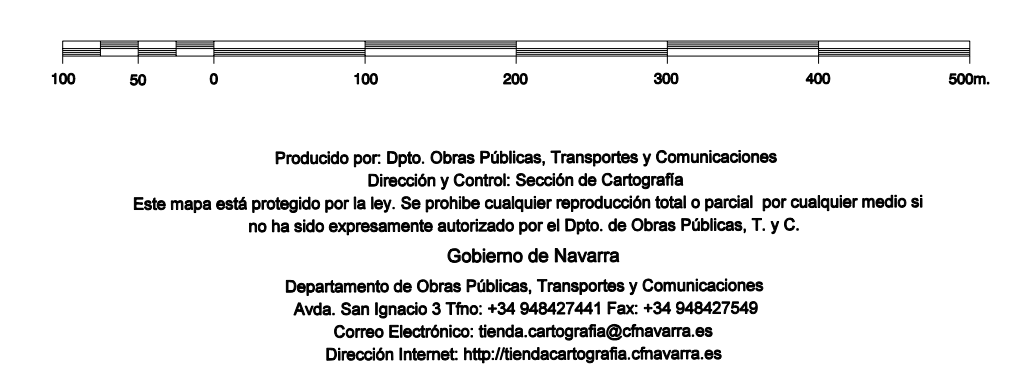 100 50 0 100 200 300 400 500m.
Producido por: Dpto. Obras Públicas, Transportes y Comunicaciones
Dirección y Control: Sección de Cartografía
Este mapa está protegido por la ley. Se prohibe cualquier reproducción total o parcial por cualquier medio si
no ha sido expresamente autorizado por el Dpto. de Obras Públicas, T. y C.
Gobierno de Navarra
Departamento de Obras Públicas, Transportes y Comunicaciones
Avda. San Ignacio 3 Tfno: +34 948427441 Fax: +34 948427549
Correo Electrónico: tienda.cartografia@cfnavarra.es
Dirección Internet: http://tiendacartografia.cfnavarra.es